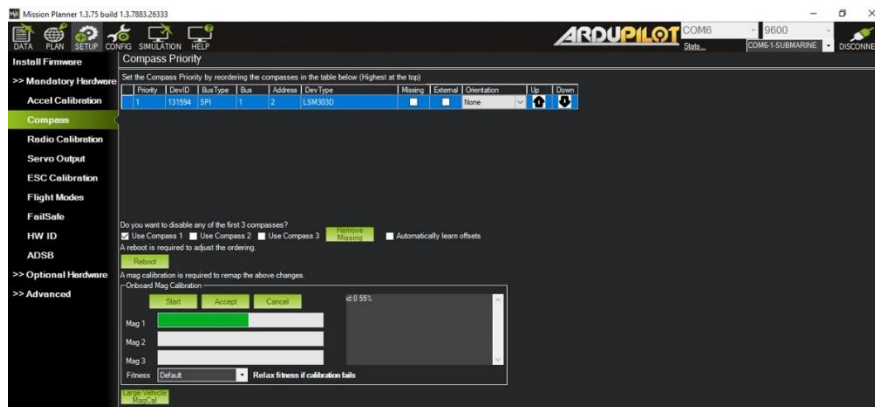 Mission Planner 1.3.75 build 1.3.7883.26333
DATA PLAN SETUP CONFIG SIMULATION HELP
ARDUPILOT
COM6 9600
Stats... COM6-1-SUBMARINE DISCONNE
Install Firmware
>> Mandatory Hardware
Accel Calibration
Compass
Radio Calibration
Servo Output
ESC Calibration
Flight Modes
FailSafe
HW ID
ADSB
>> Optional Hardware
>> Advanced
Compass Priority
Set the Compass Priority by reordering the compasses in the table below (Highest at the top)
Priority DevID BusType Bus Address DevType Missing External Orientation Up Down
1 131594 SPI 1 2 LSM303D None
Do you want to disable any of the first 3 compasses?
Use Compass 1 Use Compass 2 Use Compass 3 Remove Missing Automatically learn offsets
A reboot is required to adjust the ordering.
Reboot
A mag calibration is required to remap the above changes.
Onboard Mag Calibration
Start Accept Cancel
id:0 55%
Mag 1
Mag 2
Mag 3
Fitness Default Relax fitness if calibration fails
Large Vehicle
MagCal